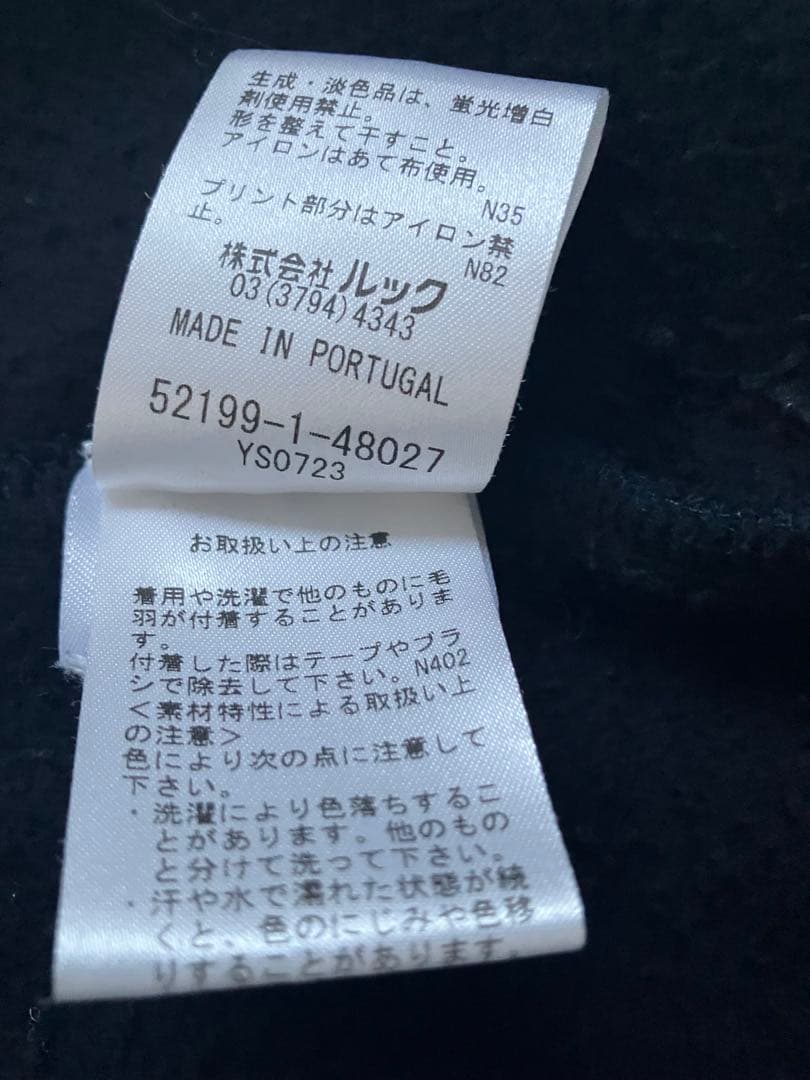 生成・淡色品は、蛍光増白
剤使用禁止。
形を整えて干すこと。
アイロンはあて布使用。
N35
プリント部分はアイロン禁
止。
N82
株式会社 ルック
03(3794)4343
MADE IN PORTUGAL
52199-1-48027
YS0723
お取扱い上の注意
着用や洗濯で他のものに毛
羽が付着することがありま
す。
付着した際はテープやブラ
シで除去して下さい。N402
<素材特性による取扱い上
の注意>
色により次の点に注意して
下さい。
・洗濯により色落ちするこ
とがあります。他のもの
と分けて洗って下さい。
・汗や水で濡れた状態が続
くと、色のにじみや色移
りすることがあります。